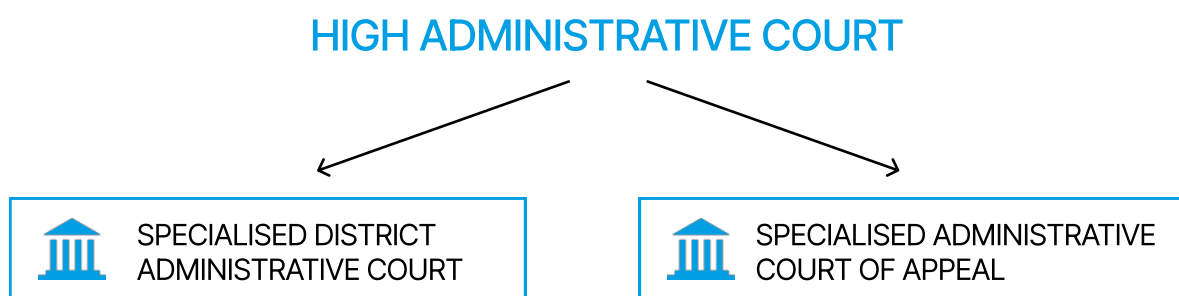 HIGH ADMINISTRATIVE COURT
SPECIALISED DISTRICT
ADMINISTRATIVE COURT
SPECIALISED ADMINISTRATIVE
COURT OF APPEAL